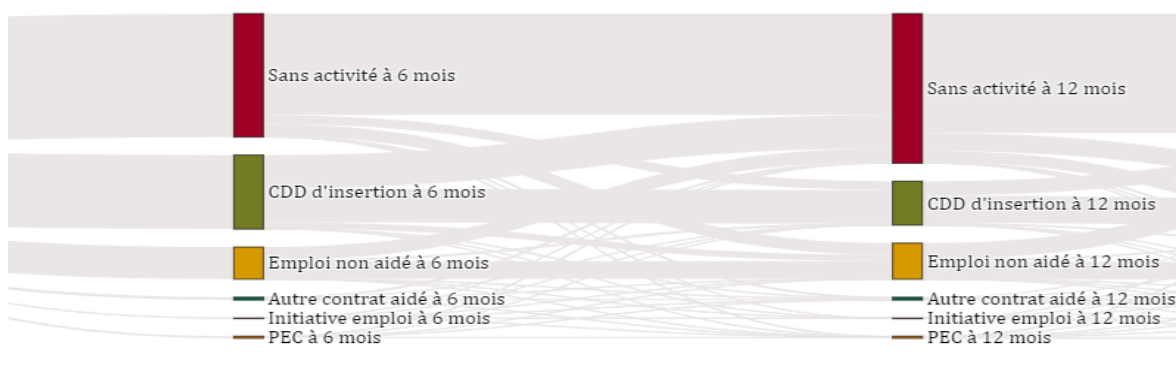 Sans activité à 6 mois
CDD d'insertion à 6 mois
Emploi non aidé à 6 mois
Autre contrat aidé à 6 mois
Initiative emploi à 6 mois
PEC à 6 mois
Sans activité à 12 mois
CDD d'insertion à 12 mois
Emploi non aidé à 12 mois
Autre contrat aidé à 12 mois
Initiative emploi à 12 mois
PEC à 12 mois